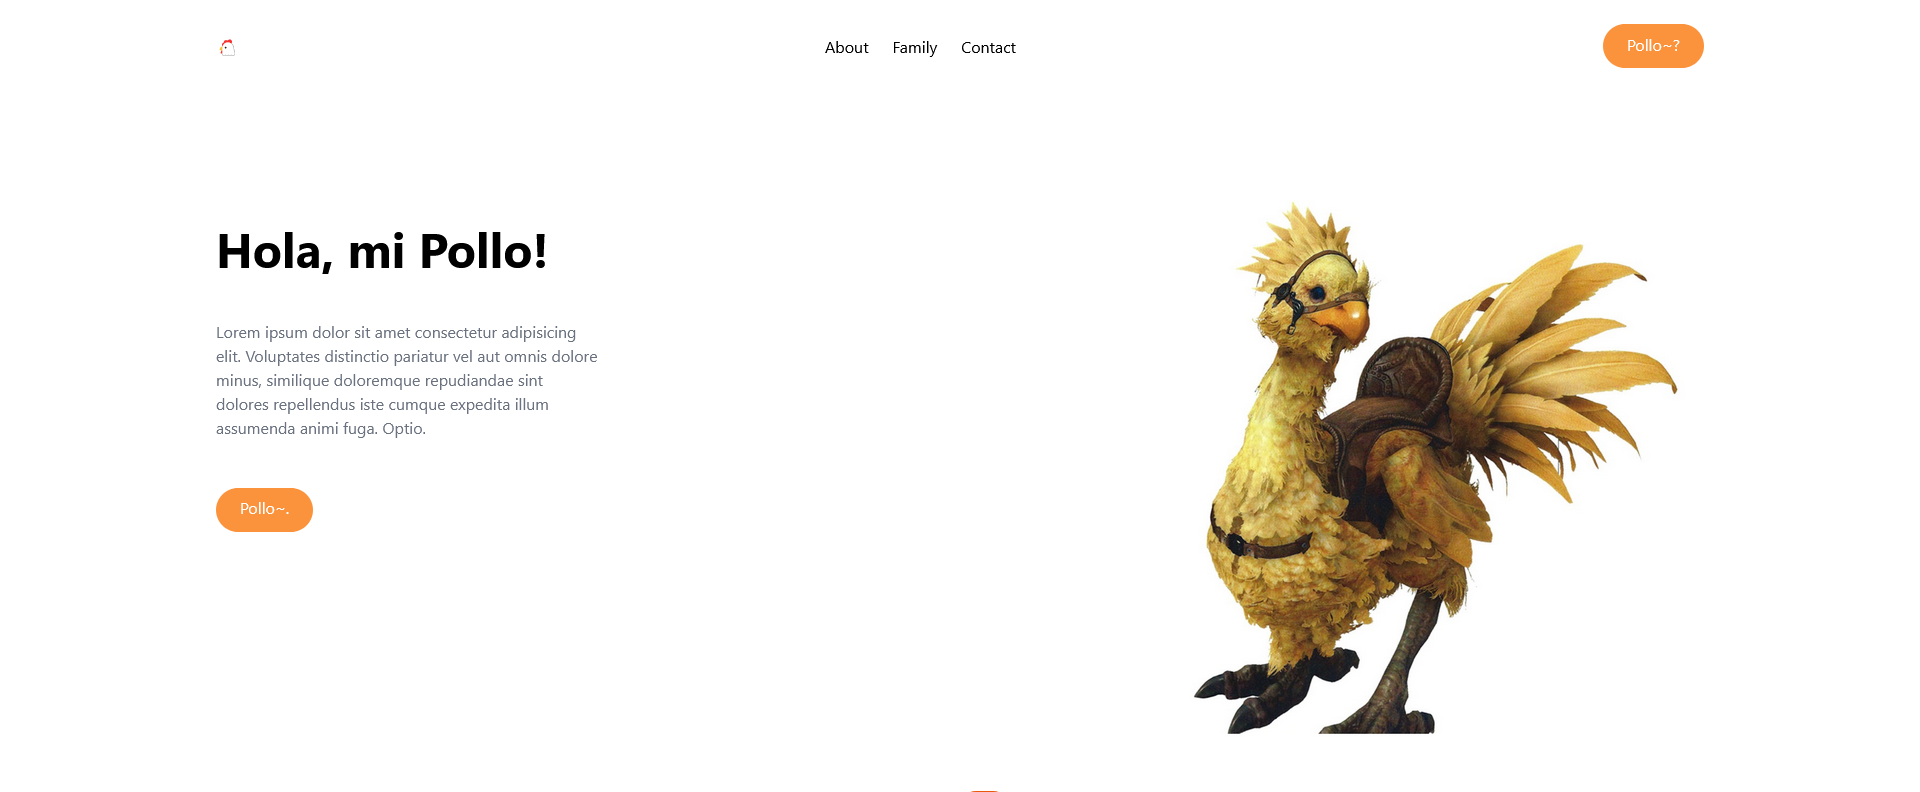 About
Family
Contact
Pollo~?
Hola, mi Pollo!
Lorem ipsum dolor sit amet consectetur adipisicing
elit. Voluptates distinctio pariatur vel aut omnis dolore
minus, similique doloremque repudiandae sint
dolores repellendus iste cumque expedita illum
assumenda animi fuga. Optio.
Pollo~.